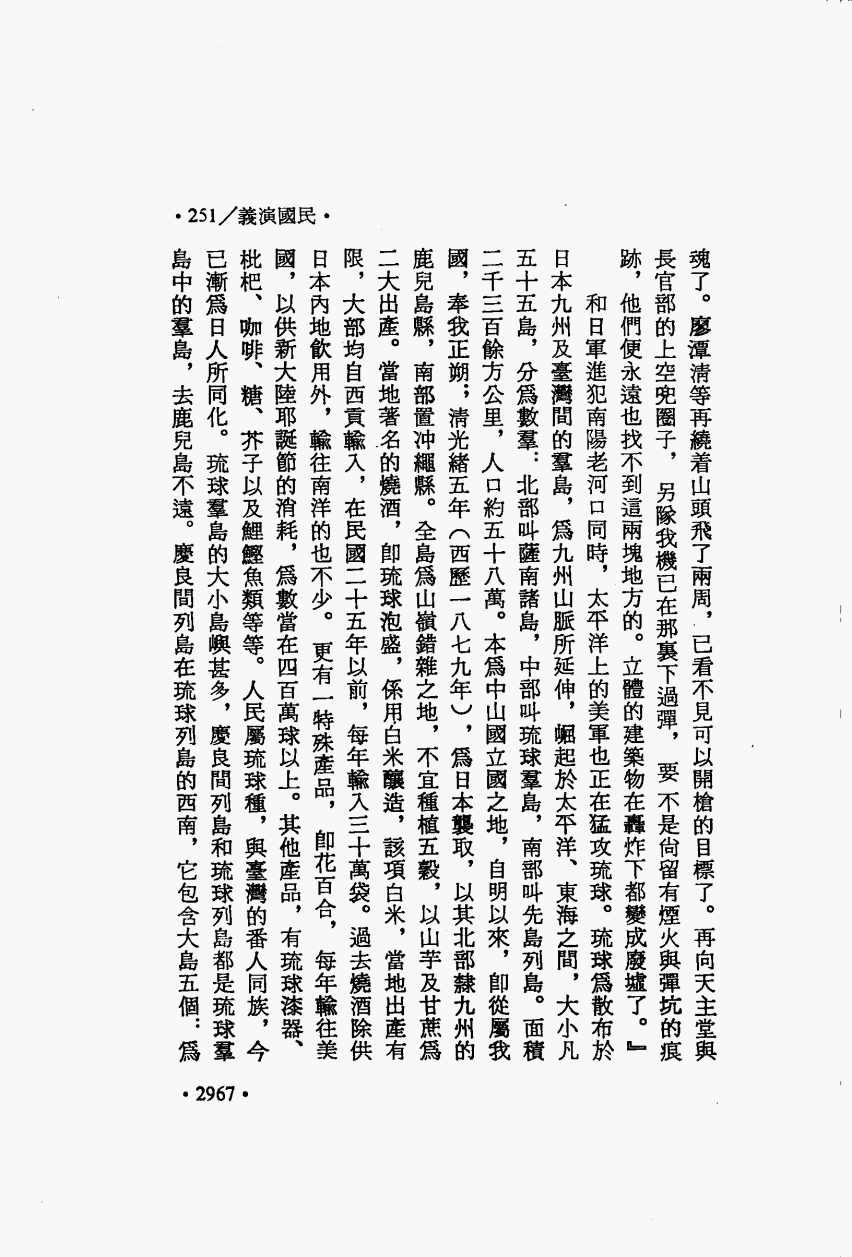 •251／義演國民•
魂了。廖潭清等再繞着山頭飛了兩周，已看不見可以開槍的目標了。再向天主堂與
長官部的上空兜圈子，另隊我機已在那裏下過彈，要不是尙留有煙火與彈坑的痕
跡，他們便永遠也找不到這兩塊地方的。立體的建築物在轟炸下都變成廢墟了。』
和日軍進犯南陽老河口同時，太平洋上的美軍也正在猛攻琉球。琉球爲散布於
日本九州及臺灣間的羣島，爲九州山脈所延伸，崛起於太平洋、東海之間，大小凡
五十五島，分爲數羣：北部叫薩南諸島，中部叫琉球羣島，南部叫先島列島。面積
二千三百餘方公里，人口約五十八萬。本爲中山國立國之地，自明以來，卽從屬我
國，奉我正朔；清光緒五年（西歷一八七九年），爲日本襲取，以其北部隸九州的
鹿兒島縣，南部置冲繩縣。全島爲山嶺錯雜之地，不宜種植五穀，以山芋及甘蔗爲
二大出產。當地著名的燒酒，卽琉球泡盛，係用白米釀造，該項白米，當地出產有
限，大部均自西貢輸入，在民國二十五年以前，每年輸入三十萬袋。過去燒酒除供
日本內地飮用外，輸往南洋的也不少。更有一特殊產品，卽花百合，每年輸往美
國，以供新大陸耶誕節的消耗，爲數當在四百萬球以上。其他產品，有琉球漆器、
枇杷、咖啡、糖、芥子以及鯉鰹魚類等等。人民屬琉球種，與臺灣的番人同族，今
已漸爲日人所同化。琉球羣島的大小島嶼甚多，慶良間列島和琉球列島都是琉球羣
島中的羣島，去鹿兒島不遠。慶良間列島在琉球列島的西南，它包含大島五個：爲
•2967•